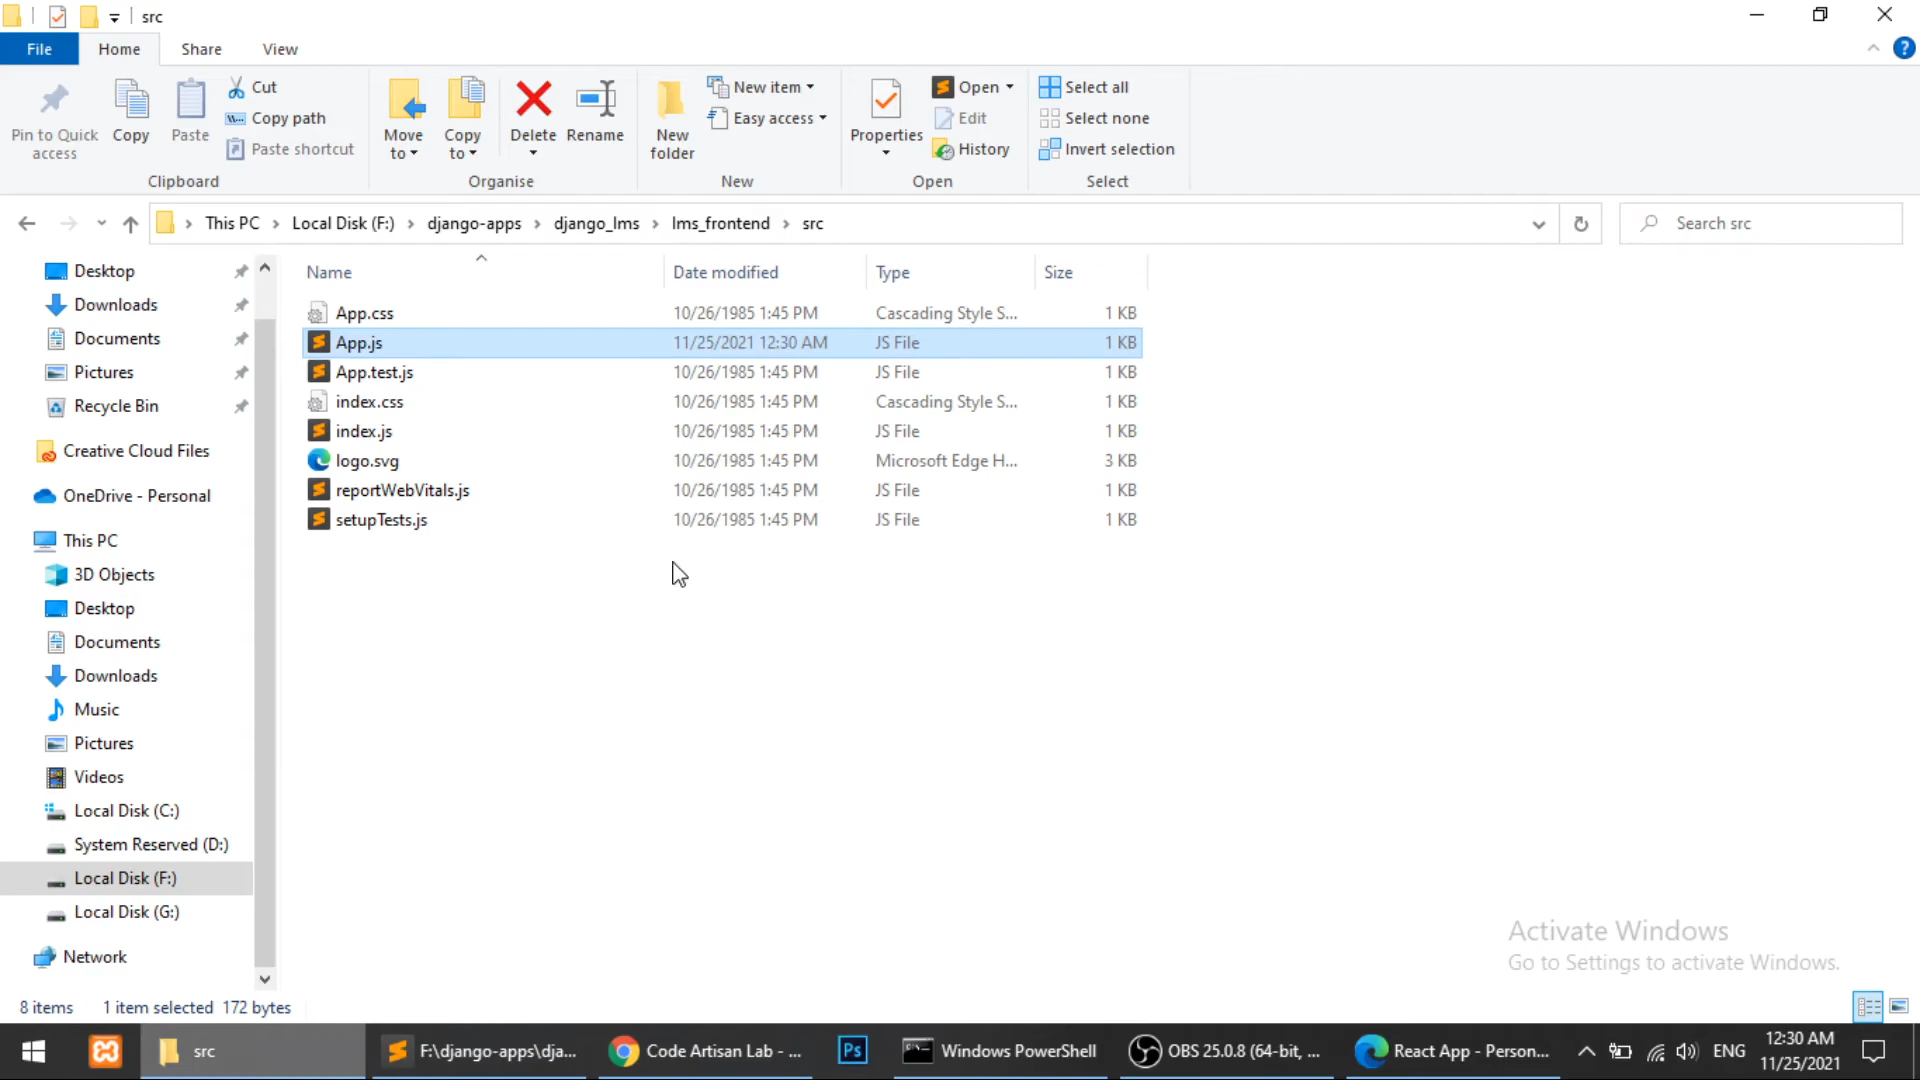 src
File
Home
Share
View
Pin to Quick access
Copy
Paste
Cut
Copy path
Paste shortcut
Clipboard
Move to
Copy to
Delete
Rename
Organise
New folder
New item
Easy access
New
Properties
Open
Edit
History
Open
Select all
Select none
Invert selection
Select
This PC
Local Disk (F:)
django-apps
django_lms
lms_frontend
src
Search src
Name
Date modified
Type
Size
App.css 10/26/1985 1:45 PM Cascading Style S... 1 KB
App.js 11/25/2021 12:30 AM JS File 1 KB
App.test.js 10/26/1985 1:45 PM JS File 1 KB
index.css 10/26/1985 1:45 PM Cascading Style S... 1 KB
index.js 10/26/1985 1:45 PM JS File 1 KB
logo.svg 10/26/1985 1:45 PM Microsoft Edge H... 3 KB
reportWebVitals.js 10/26/1985 1:45 PM JS File 1 KB
setupTests.js 10/26/1985 1:45 PM JS File 1 KB
Desktop
Downloads
Documents
Pictures
Recycle Bin
Creative Cloud Files
OneDrive - Personal
This PC
3D Objects
Desktop
Documents
Downloads
Music
Pictures
Videos
Local Disk (C:)
System Reserved (D:)
Local Disk (F:)
Local Disk (G:)
Network
Activate Windows
Go to Settings to activate Windows.
8 items 1 item selected 172 bytes
src
F:\django-apps\dja...
Code Artisan Lab - ...
Ps
Windows PowerShell
OBS 25.0.8 (64-bit, ...
React App - Person...
ENG
12:30 AM
11/25/2021